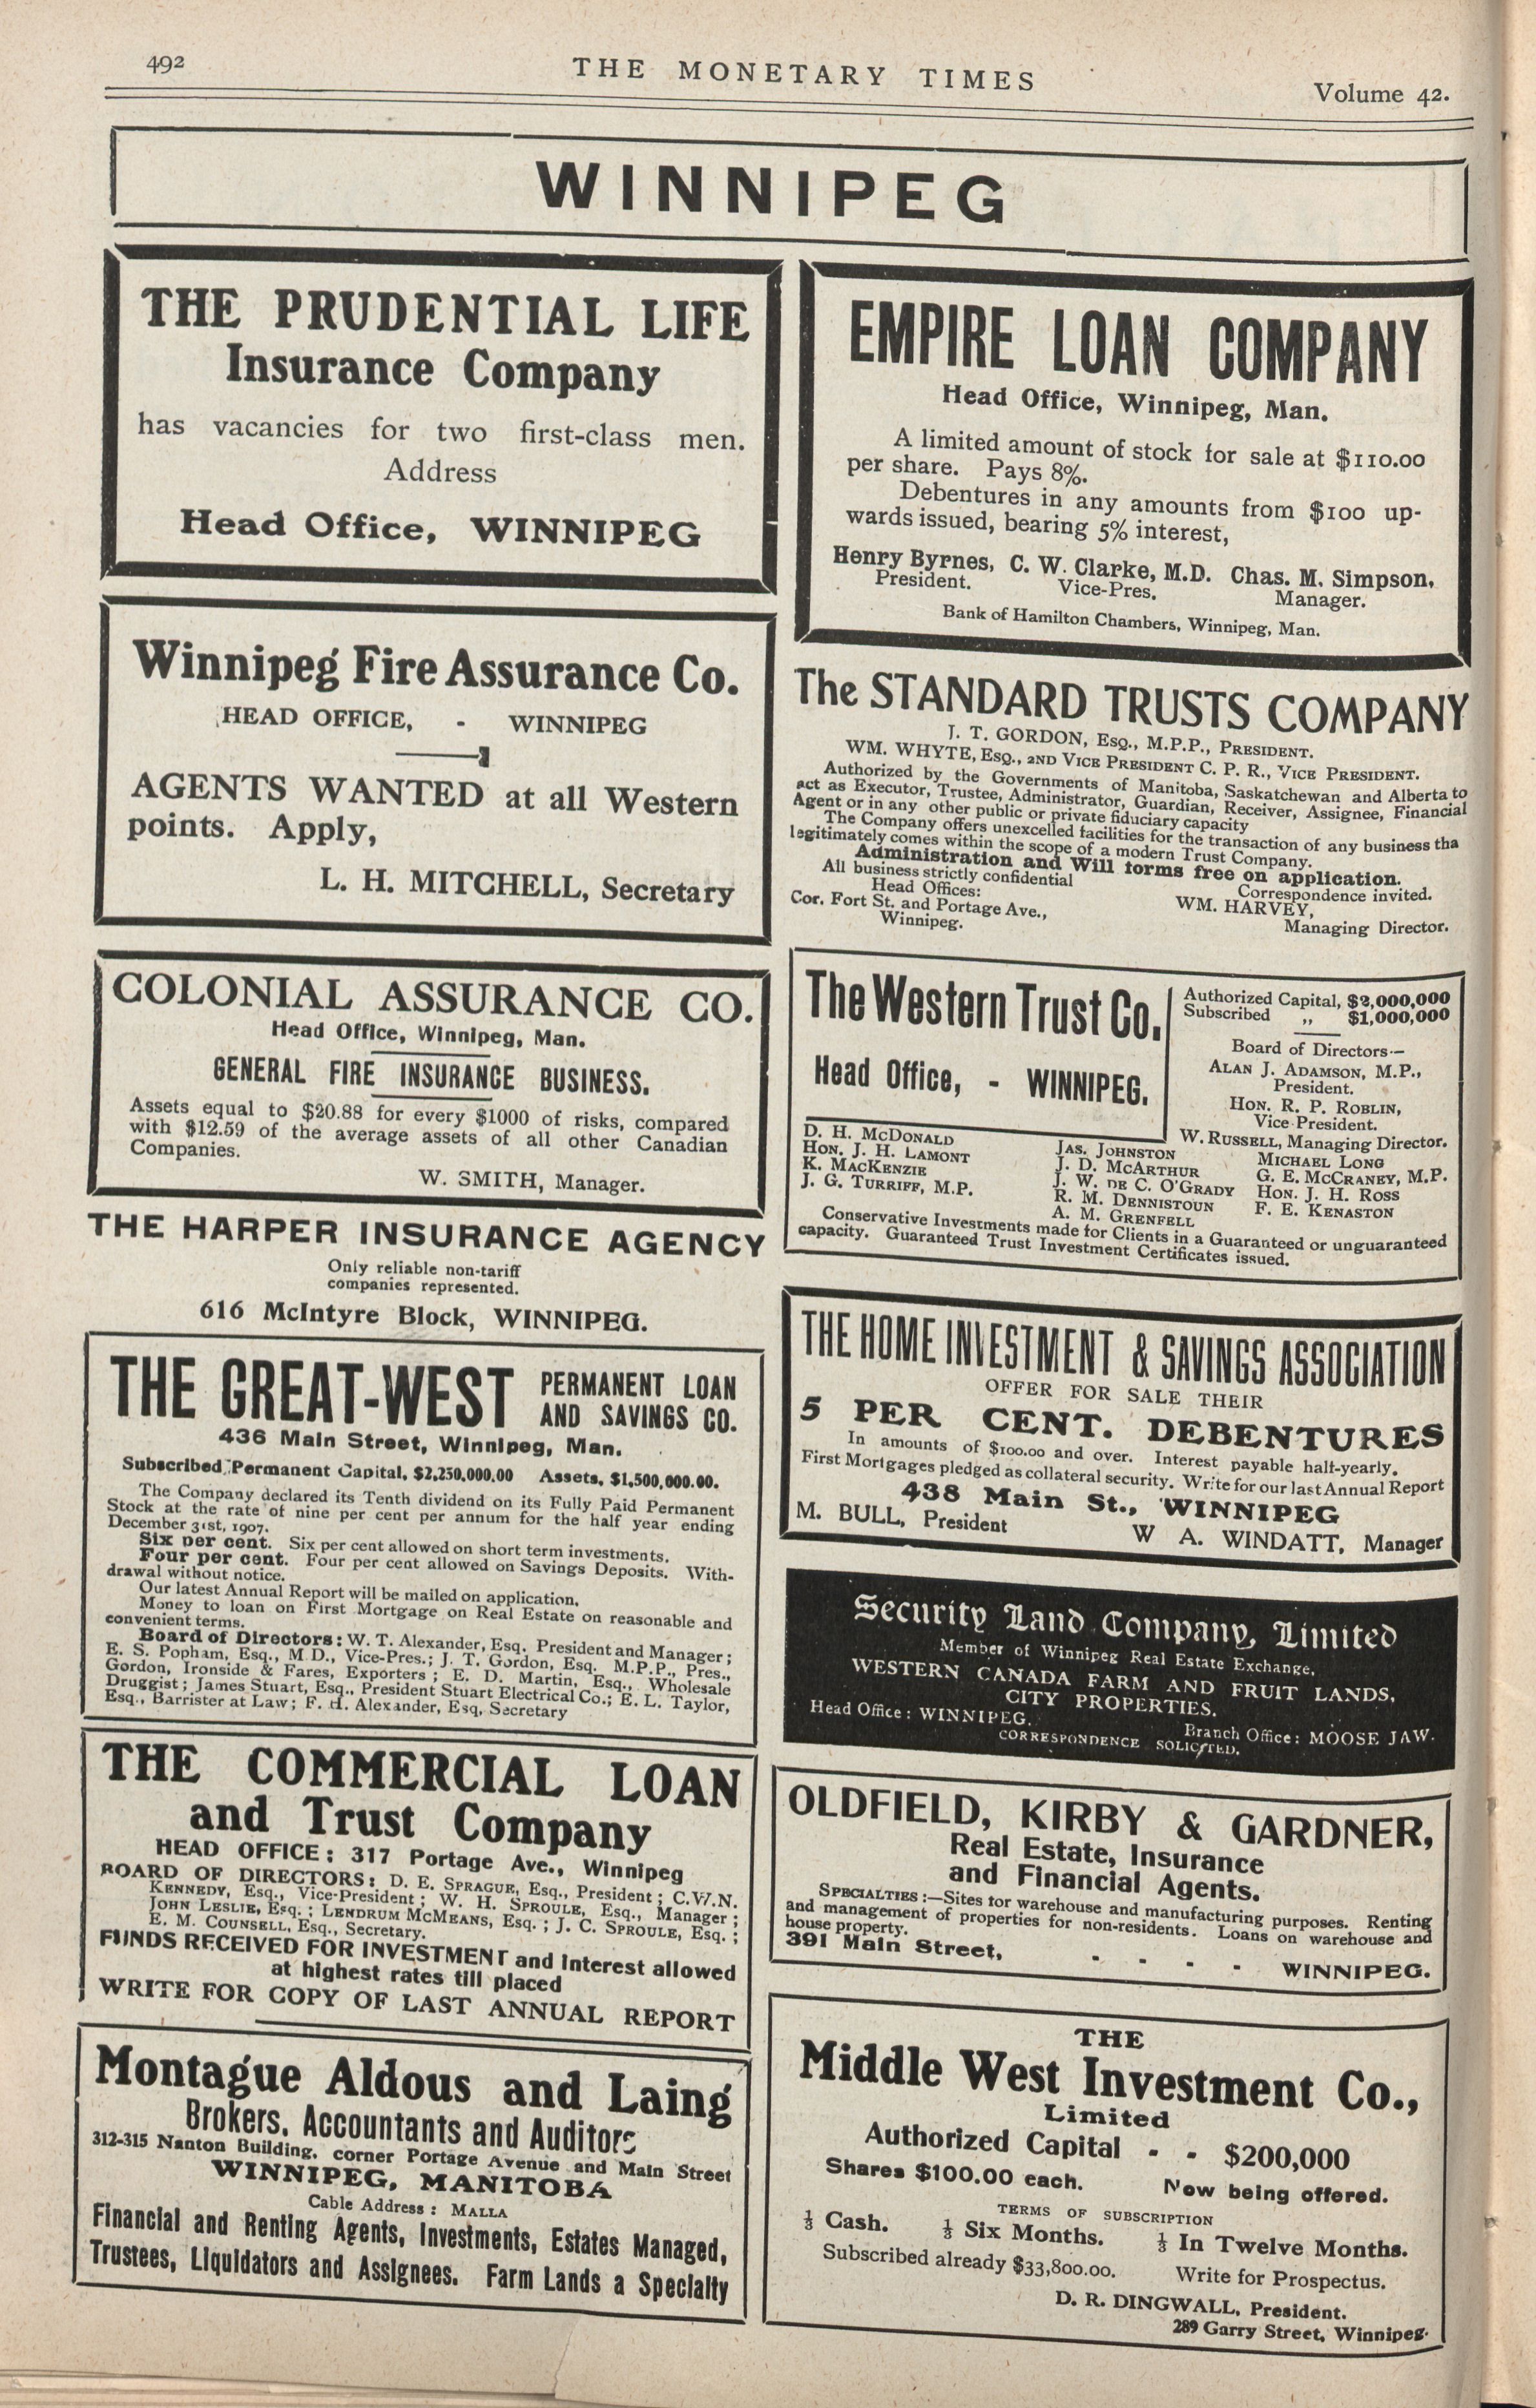 492
THE MONETARY TIMES
Volume 42.
WINNIPEG
THE PRUDENTIAL LIFE
Insurance Company
has vacancies for two first-class men.
Address
Head Office, WINNIPEG
Winnipeg Fire Assurance Co.
HEAD OFFICE, - WINNIPEG
AGENTS WANTED at all Western
points. Apply,
L. H. MITCHELL, Secretary
COLONIAL ASSURANCE CO.
Head Office, Winnipeg, Man.
GENERAL FIRE INSURANCE BUSINESS.
Assets equal to $20.88 for every $1000 of risks, compared
with $12.59 of the average assets of all other Canadian
Companies.
W. SMITH, Manager.
THE HARPER INSURANCE AGENCY
Only reliable non-tariff
companies represented.
616 McIntyre Block, WINNIPEG.
THE GREAT-WEST PERMANENT LOAN
AND SAVINGS CO.
436 Main Street, Winnipeg, Man.
Subscribed Permanent Capital, $2,250,000.00 Assets, $1,500,000.00.
The Company declared its Tenth dividend on its Fully Paid Permanent
Stock at the rate of nine per cent per annum for the half year ending
December 31st, 1907.
Six per cent. Six per cent allowed on short term investments.
Four per cent. Four per cent allowed on Savings Deposits. With-
drawal without notice.
Our latest Annual Report will be mailed on application.
Money to loan on First Mortgage on Real Estate on reasonable and
convenient terms.
Board of Directors: W. T. Alexander, Esq. President and Manager;
E. S. Popham, Esq., M.D., Vice-Pres.; J. T. Gordon, Esq. M.P.P., Pres.,
Gordon, Ironside & Fares, Exporters; E. D. Martin, Esq., Wholesale
Druggist; James Stuart, Esq., President Stuart Electrical Co.; E. L. Taylor,
Esq., Barrister at Law; F. H. Alexander, Esq, Secretary
THE COMMERCIAL LOAN
and Trust Company
HEAD OFFICE: 317 Portage Ave., Winnipeg
BOARD OF DIRECTORS: D. E. SPRAGUE, Esq., President; C.W.N.
KENNEDY, Esq., Vice-President; W. H. SPROULE, Esq., Manager;
JOHN LESLIE, Esq.; LENDRUM MCMEANS, Esq.; J. C. SPROULE, Esq.;
E. M. COUNSELL, Esq., Secretary.
FUNDS RECEIVED FOR INVESTMENT and Interest allowed
at highest rates till placed
WRITE FOR COPY OF LAST ANNUAL REPORT
Montague Aldous and Laing
Brokers, Accountants and Auditors
312-315 Nanton Building, corner Portage Avenue and Main Street
WINNIPEG, MANITOBA
Cable Address: MALLA
Financial and Renting Agents, Investments, Estates Managed,
Trustees, Liquidators and Assignees. Farm Lands a Specialty
EMPIRE LOAN COMPANY
Head Office, Winnipeg, Man.
A limited amount of stock for sale at $110.00
per share. Pays 8%.
Debentures in any amounts from $100 up-
wards issued, bearing 5% interest,
Henry Byrnes, C. W. Clarke, M.D. Chas. M. Simpson,
President. Vice-Pres. Manager.
Bank of Hamilton Chambers, Winnipeg, Man.
The STANDARD TRUSTS COMPANY
J. T. GORDON, ESQ., M.P.P., PRESIDENT.
WM. WHYTE, ESQ., 2ND VICE PRESIDENT C. P. R., VICE PRESIDENT.
Authorized by the Governments of Manitoba, Saskatchewan and Alberta to
act as Executor, Trustee, Administrator, Guardian, Receiver, Assignee, Financial
Agent or in any other public or private fiduciary capacity
The Company offers unexcelled facilities for the transaction of any business tha
legitimately comes within the scope of a modern Trust Company.
Administration and Will forms free on application.
All business strictly confidential Correspondence invited.
Head Offices: WM. HARVEY,
Cor. Fort St. and Portage Ave., Managing Director.
Winnipeg.
The Western Trust Co.
Head Office, - WINNIPEG.
Authorized Capital, $2,000,000
Subscribed ,, $1,000,000
Board of Directors—
ALAN J. ADAMSON, M.P.,
President.
HON. R. P. ROBLIN,
Vice-President.
W. RUSSELL, Managing Director.
D. H. MCDONALD JAS. JOHNSTON MICHAEL LONG
HON. J. H. LAMONT J. D. MCARTHUR G. E. MCCRANEY, M.P.
K. MACKENZIE J. W. DE C. O'GRADY HON. J. H. ROSS
J. G. TURRIFF, M.P. R. M. DENNISTOUN F. E. KENASTON
A. M. GRENFELL
Conservative Investments made for Clients in a Guaranteed or unguaranteed
capacity. Guaranteed Trust Investment Certificates issued.
THE HOME INVESTMENT & SAVINGS ASSOCIATION
OFFER FOR SALE THEIR
5 PER CENT. DEBENTURES
In amounts of $100.00 and over. Interest payable half-yearly.
First Mortgages pledged as collateral security. Write for our last Annual Report
438 Main St., WINNIPEG
M. BULL, President W A. WINDATT, Manager
Security Land Company, Limited
Member of Winnipeg Real Estate Exchange.
WESTERN CANADA FARM AND FRUIT LANDS,
CITY PROPERTIES.
Head Office: WINNIPEG. Branch Office: MOOSE JAW.
CORRESPONDENCE SOLICITED.
OLDFIELD, KIRBY & GARDNER,
Real Estate, Insurance
and Financial Agents.
SPECIALTIES:—Sites for warehouse and manufacturing purposes. Renting
and management of properties for non-residents. Loans on warehouse and
house property.
391 Main Street, - - - - WINNIPEG.
THE
Middle West Investment Co.,
Limited
Authorized Capital - - $200,000
Shares $100.00 each. Now being offered.
TERMS OF SUBSCRIPTION
⅓ Cash. ⅓ Six Months. ⅓ In Twelve Months.
Subscribed already $33,800.00. Write for Prospectus.
D. R. DINGWALL, President.
289 Garry Street, Winnipeg.